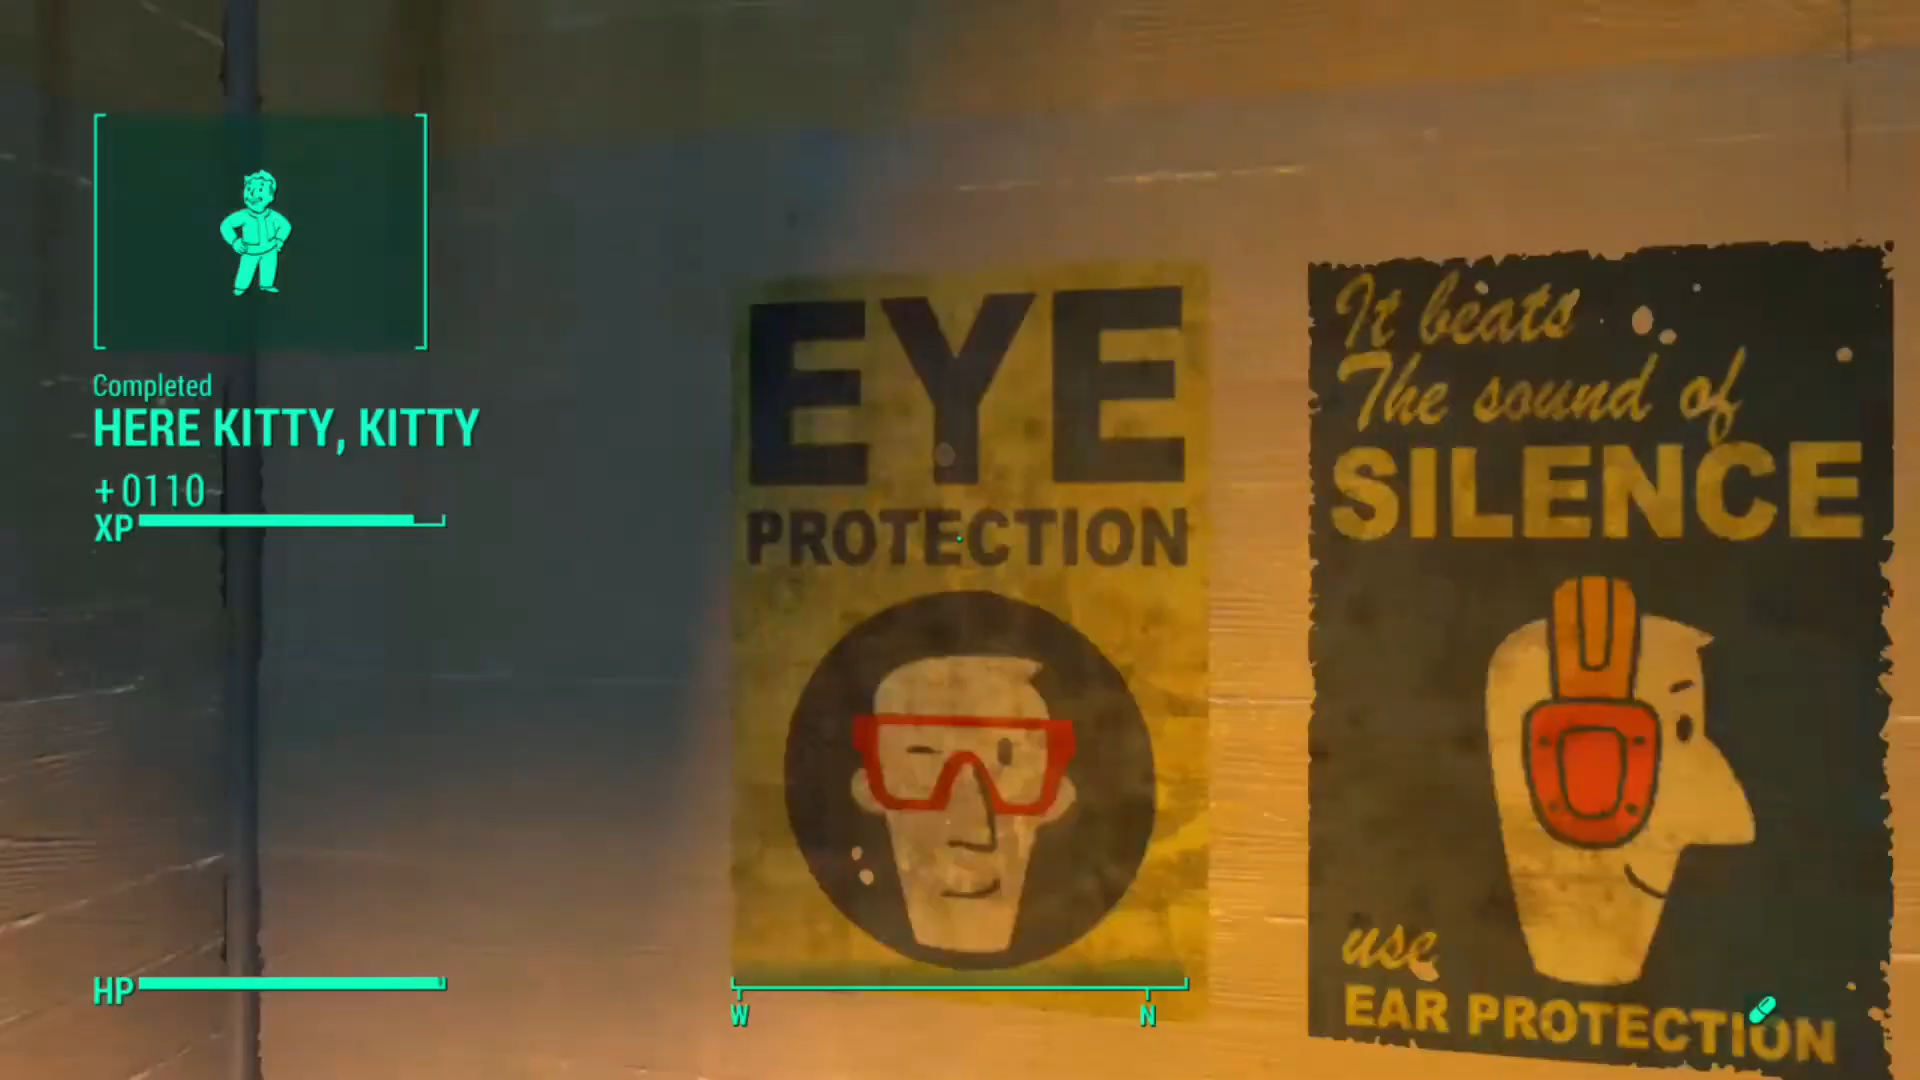 Completed
HERE KITTY, KITTY
+0110
XP
HP
EYE
PROTECTION
W
N
It beats
The sound of
SILENCE
use
EAR PROTECTION